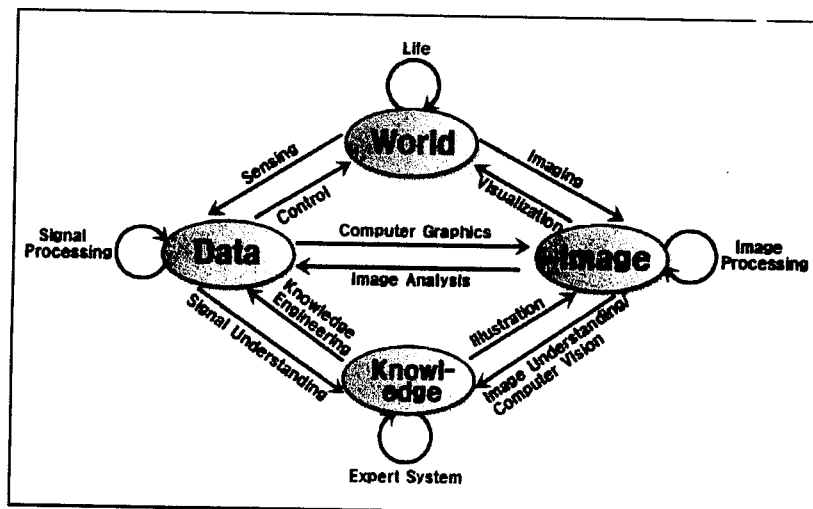 Life
World
Sensing
Imaging
Control
Visualization
Signal
Processing
Data
Computer Graphics
Image Analysis
Image
Image
Processing
Signal Understanding
Knowledge
Engineering
Illustration
Image Understanding/
Computer Vision
Knowl-
edge
Expert System